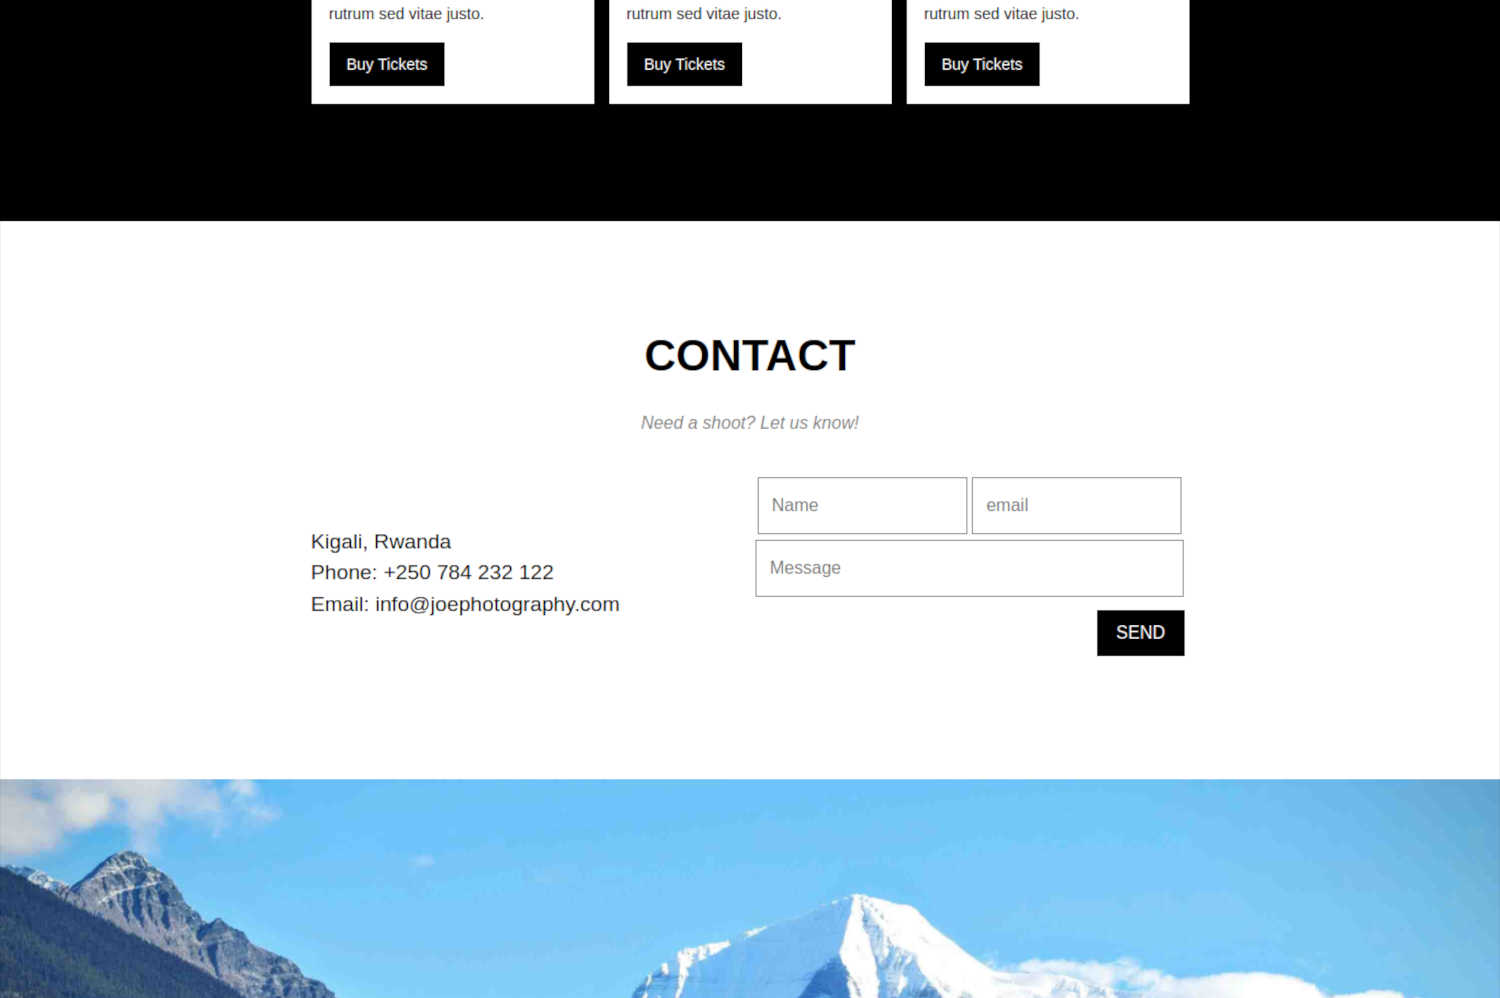 rutrum sed vitae justo.
rutrum sed vitae justo.
rutrum sed vitae justo.
Buy Tickets
Buy Tickets
Buy Tickets
CONTACT
Need a shoot? Let us know!
Kigali, Rwanda
Phone: +250 784 232 122
Email: info@joephotography.com
Name
email
Message
SEND